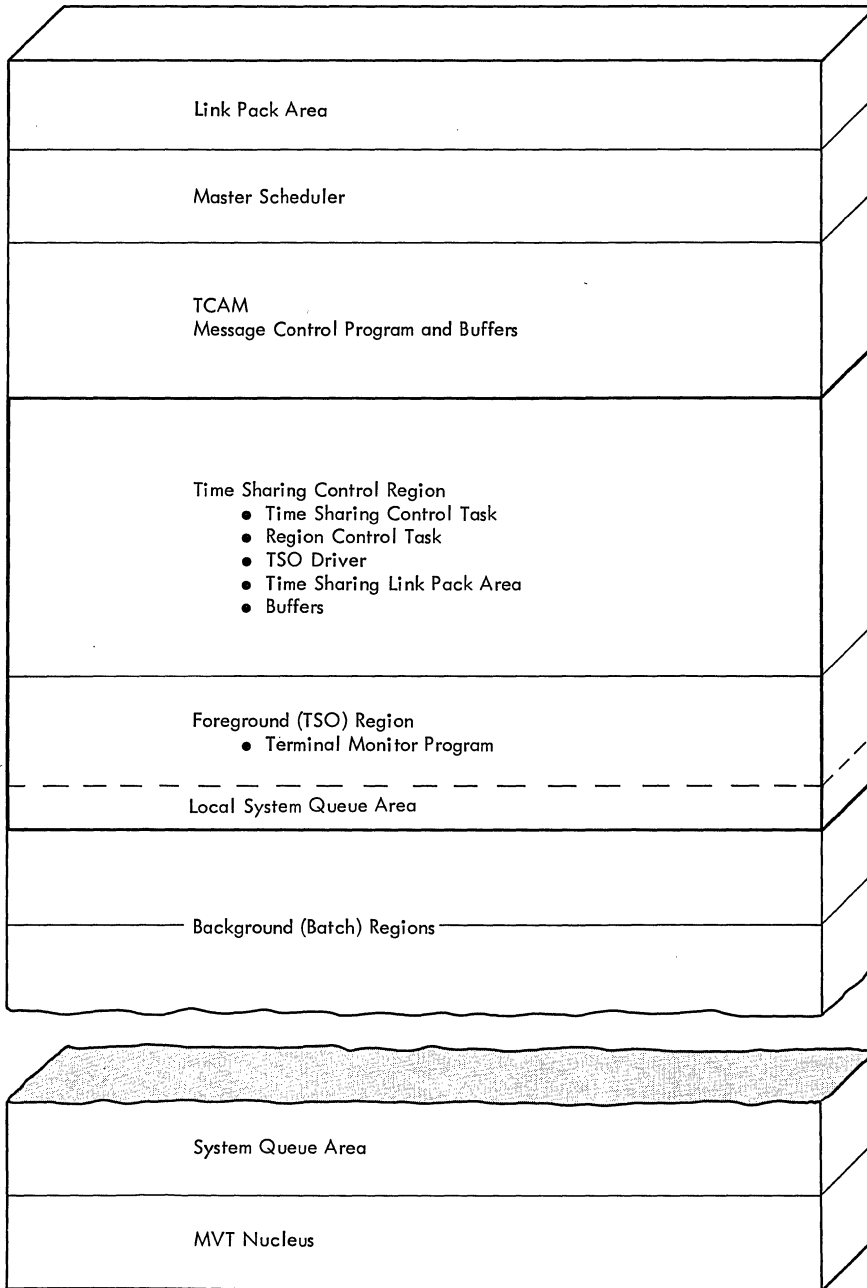 Link Pack Area
Master Scheduler
TCAM
Message Control Program and Buffers
Time Sharing Control Region
● Time Sharing Control Task
● Region Control Task
● TSO Driver
● Time Sharing Link Pack Area
● Buffers
Foreground (TSO) Region
● Terminal Monitor Program
Local System Queue Area
Background (Batch) Regions
System Queue Area
MVT Nucleus